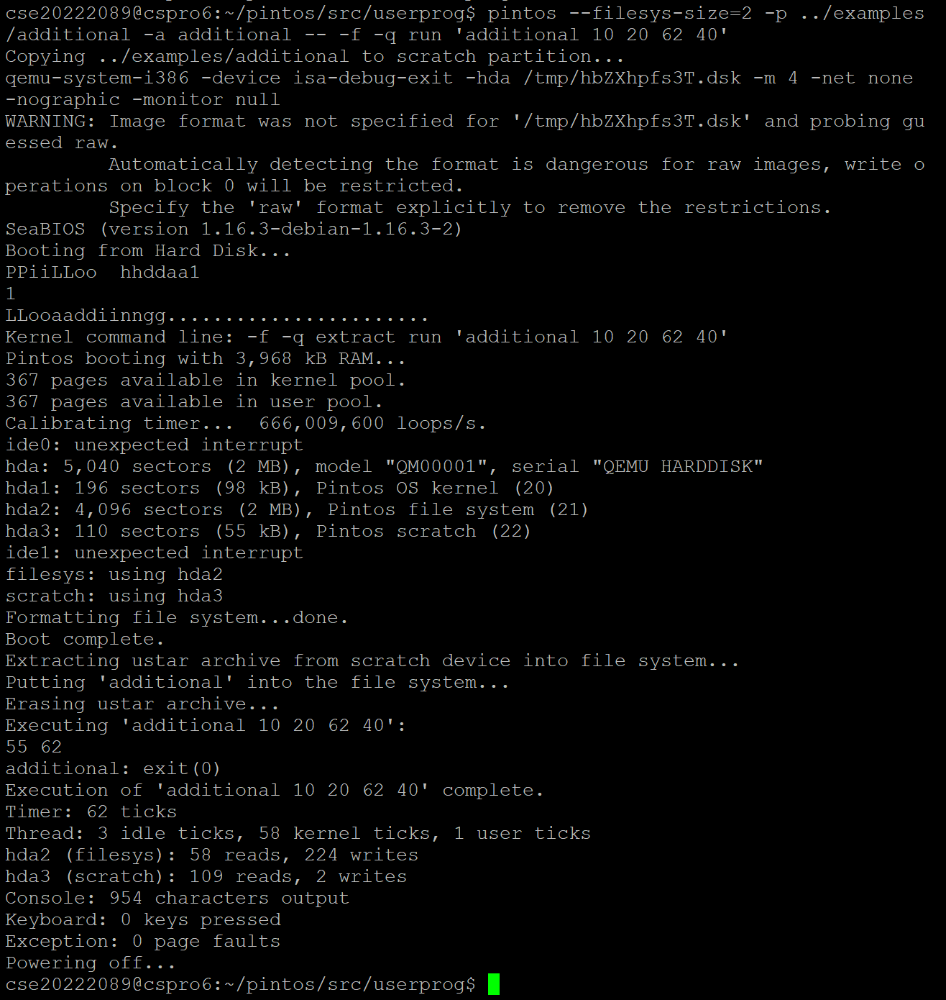 cse20222089@cspro6:~/pintos/src/userprog$ pintos --filesys-size=2 -p ../examples
/additional -a additional -- -f -q run 'additional 10 20 62 40'
Copying ../examples/additional to scratch partition...
qemu-system-i386 -device isa-debug-exit -hda /tmp/hbZXhpfs3T.dsk -m 4 -net none
-nographic -monitor null
WARNING: Image format was not specified for '/tmp/hbZXhpfs3T.dsk' and probing gu
essed raw.
         Automatically detecting the format is dangerous for raw images, write o
perations on block 0 will be restricted.
         Specify the 'raw' format explicitly to remove the restrictions.
SeaBIOS (version 1.16.3-debian-1.16.3-2)
Booting from Hard Disk...
PPiiLLoo  hhddaa1
1
LLooaaddiinngg.......................
Kernel command line: -f -q extract run 'additional 10 20 62 40'
Pintos booting with 3,968 kB RAM...
367 pages available in kernel pool.
367 pages available in user pool.
Calibrating timer...  666,009,600 loops/s.
ide0: unexpected interrupt
hda: 5,040 sectors (2 MB), model "QM00001", serial "QEMU HARDDISK"
hda1: 196 sectors (98 kB), Pintos OS kernel (20)
hda2: 4,096 sectors (2 MB), Pintos file system (21)
hda3: 110 sectors (55 kB), Pintos scratch (22)
ide1: unexpected interrupt
filesys: using hda2
scratch: using hda3
Formatting file system...done.
Boot complete.
Extracting ustar archive from scratch device into file system...
Putting 'additional' into the file system...
Erasing ustar archive...
Executing 'additional 10 20 62 40':
55 62
additional: exit(0)
Execution of 'additional 10 20 62 40' complete.
Timer: 62 ticks
Thread: 3 idle ticks, 58 kernel ticks, 1 user ticks
hda2 (filesys): 58 reads, 224 writes
hda3 (scratch): 109 reads, 2 writes
Console: 954 characters output
Keyboard: 0 keys pressed
Exception: 0 page faults
Powering off...
cse20222089@cspro6:~/pintos/src/userprog$